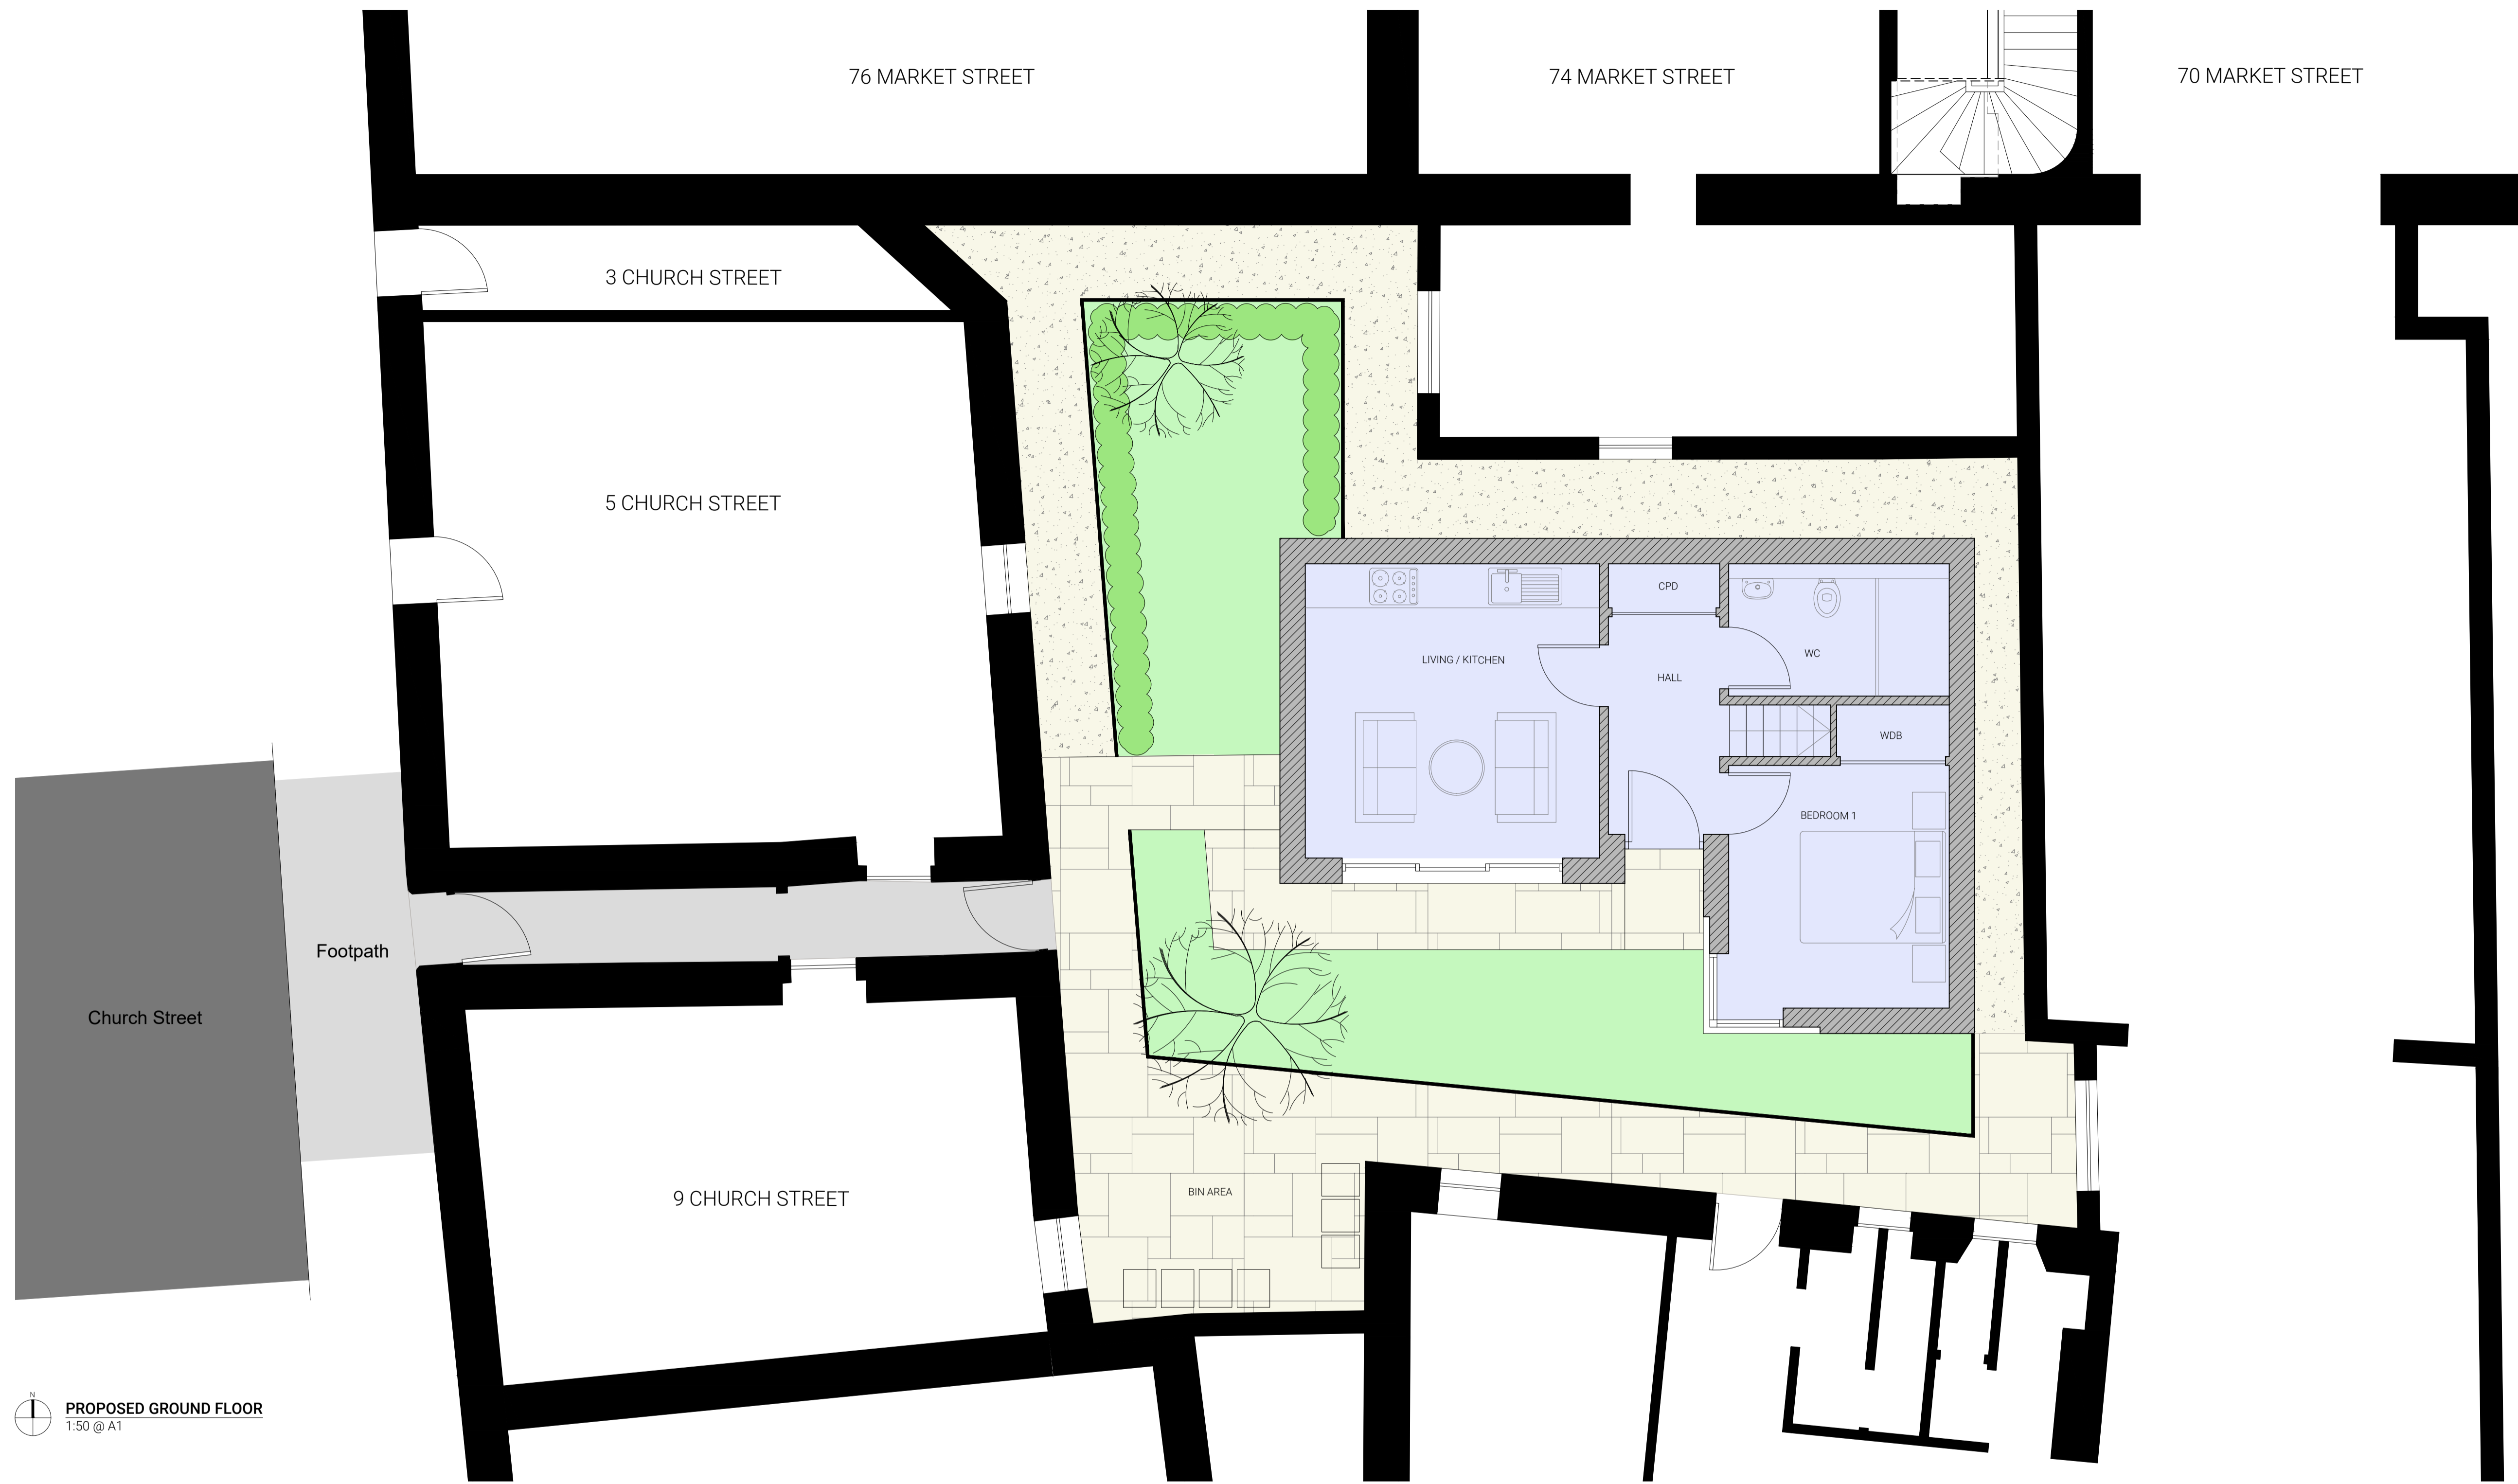 76 MARKET STREET
74 MARKET STREET
70 MARKET STREET
3 CHURCH STREET
5 CHURCH STREET
CPD
LIVING / KITCHEN
WC
HALL
WDB
BEDROOM 1
Footpath
Church Street
BIN AREA
9 CHURCH STREET
N
PROPOSED GROUND FLOOR
1:50 @ A1